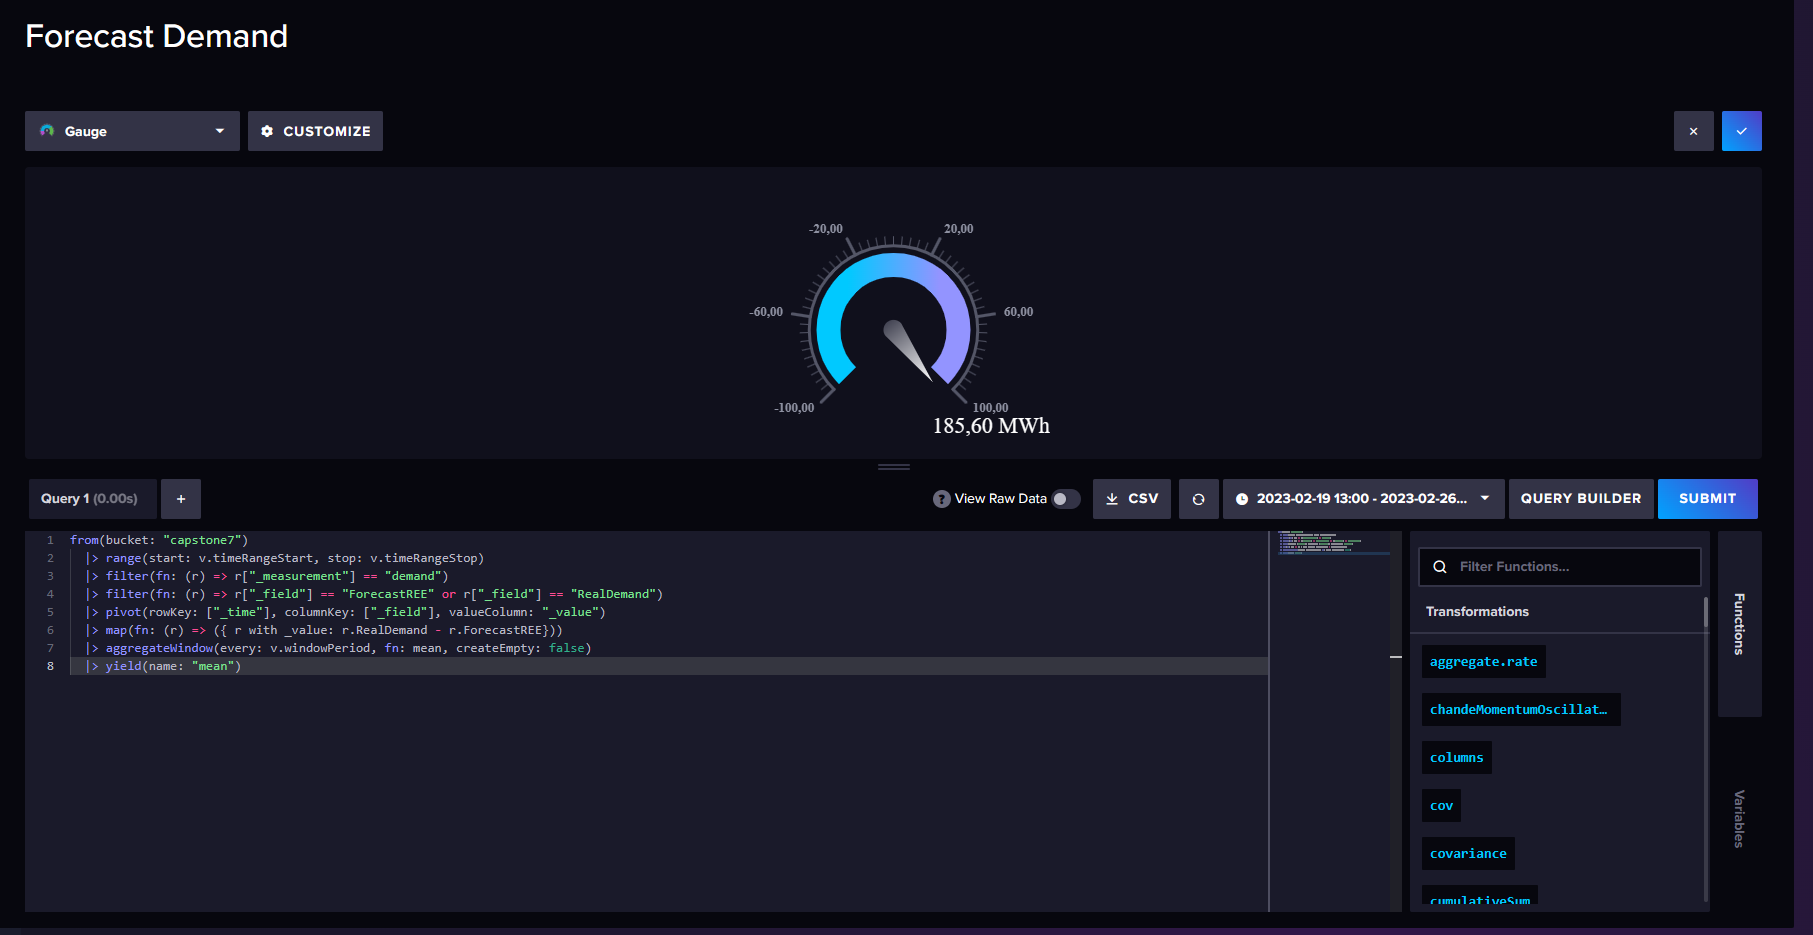 Forecast Demand
Gauge
CUSTOMIZE
-20,00
20,00
-60,00
60,00
-100,00
100,00
185,60 MWh
Query 1 (0.00s)
+
? View Raw Data
CSV
2023-02-19 13:00 - 2023-02-26...
QUERY BUILDER
SUBMIT
1 from(bucket: "capstone7")
2 |> range(start: v.timeRangeStart, stop: v.timeRangeStop)
3 |> filter(fn: (r) => r["_measurement"] == "demand")
4 |> filter(fn: (r) => r["_field"] == "ForecastREE" or r["_field"] == "RealDemand")
5 |> pivot(rowKey: ["_time"], columnKey: ["_field"], valueColumn: "_value")
6 |> map(fn: (r) => ({ r with _value: r.RealDemand - r.ForecastREE}))
7 |> aggregateWindow(every: v.windowPeriod, fn: mean, createEmpty: false)
8 |> yield(name: "mean")
Filter Functions...
Transformations
aggregate.rate
chandeMomentumOscillat...
columns
cov
covariance
cumulativeSum
Functions
Variables